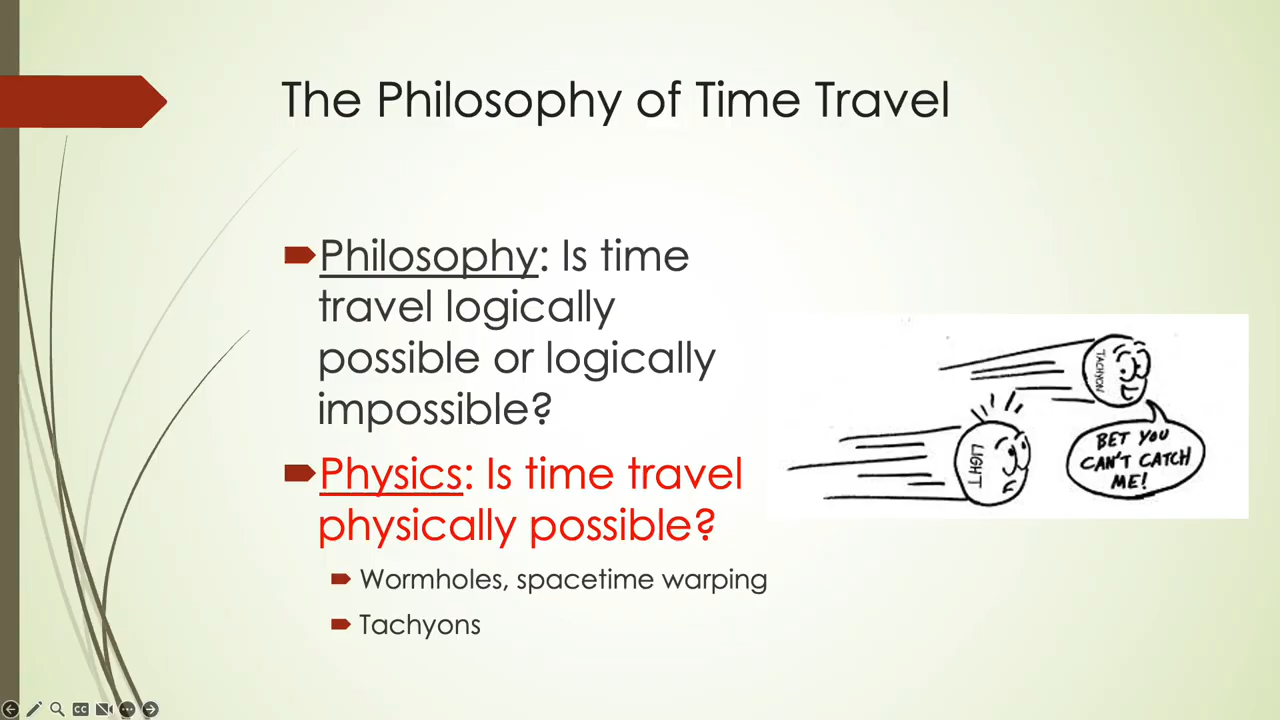 The Philosophy of Time Travel
Philosophy: Is time
travel logically
possible or logically
impossible?
Physics: Is time travel
physically possible?
Wormholes, spacetime warping
Tachyons
TACHYON
LIGHT
BET YOU
CAN'T CATCH
ME!
CC